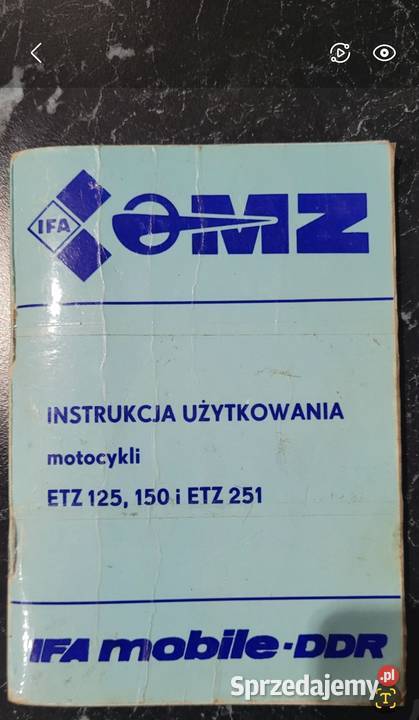 IFA
MZ
INSTRUKCJA UŻYTKOWANIA
motocykli
ETZ 125, 150 i ETZ 251
IFA mobile-DDR
Sprzedajemy.pl
T